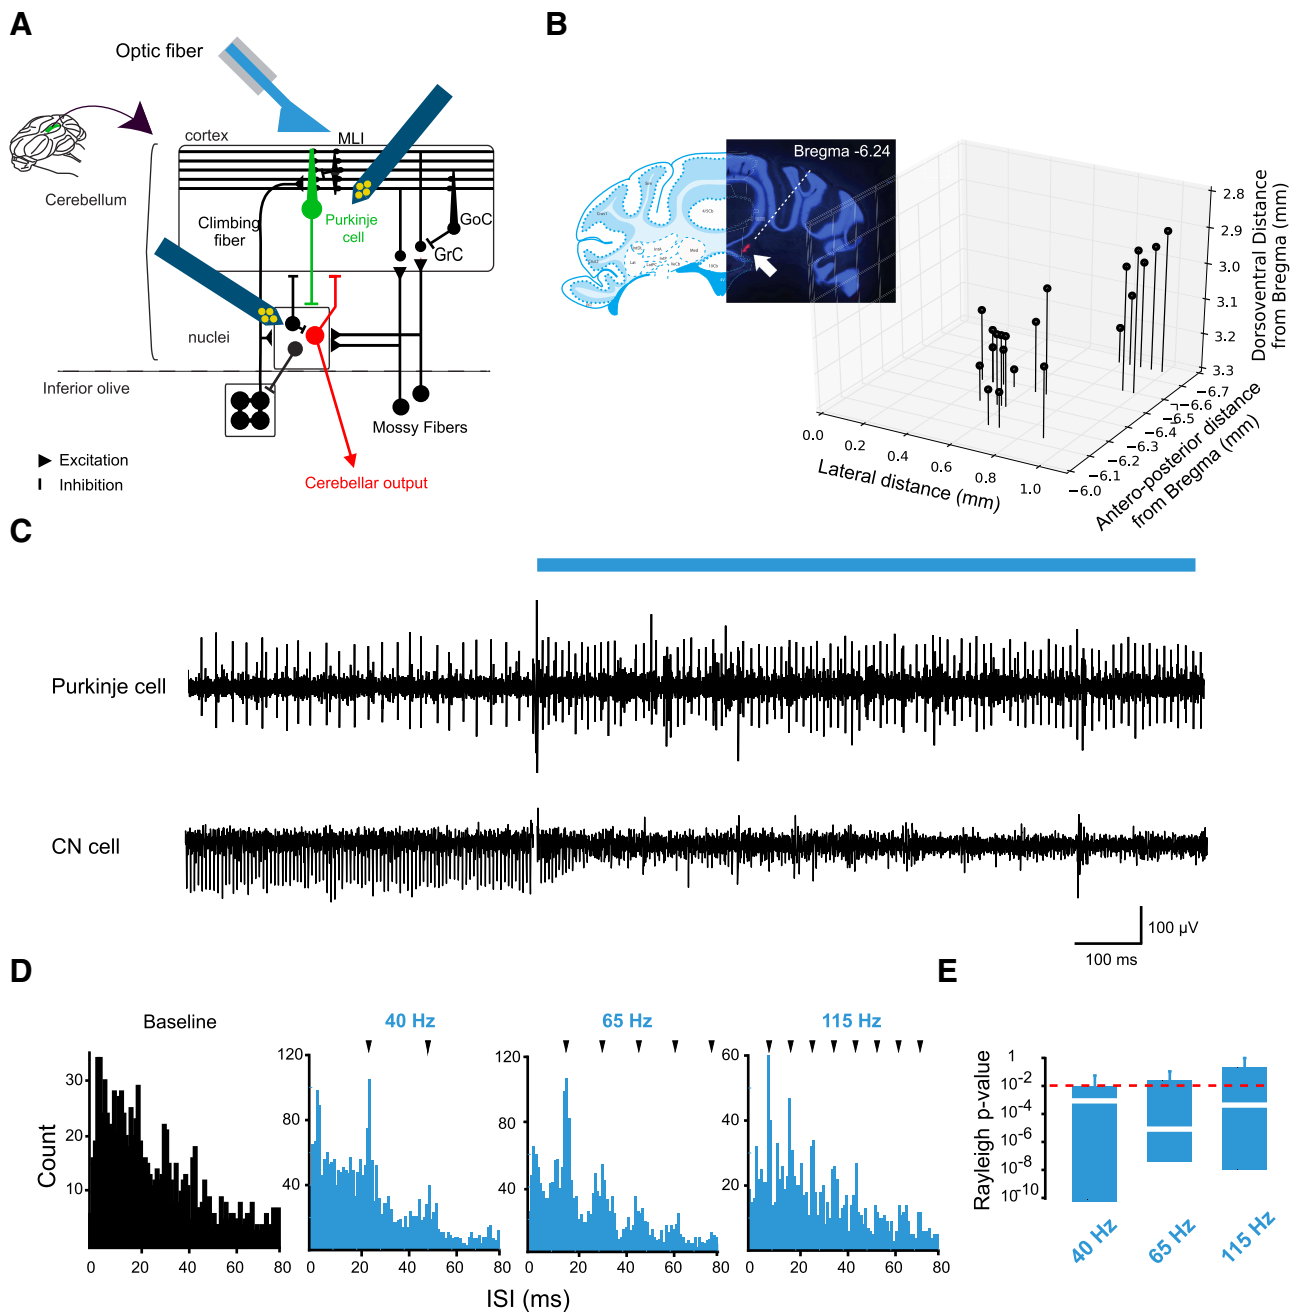 A
Optic fiber
MLI
cortex
Cerebellum
Climbing
fiber
Purkinje
cell
GoC
GrC
nuclei
Inferior olive
Mossy Fibers
Excitation
Inhibition
Cerebellar output
B
Bregma -6.24
2.8
2.9
3.0
3.1
3.2
3.3
Dorsoventral Distance
from Bregma (mm)
0.0
0.2
0.4
0.6
0.8
1.0
Lateral distance (mm)
−6.7
−6.6
−6.5
−6.4
−6.3
−6.2
−6.1
−6.0
Antero-posterior distance
from Bregma (mm)
C
Purkinje cell
CN cell
100 µV
100 ms
D
Baseline
40 Hz
65 Hz
115 Hz
Count
30
20
10
0 20 40 60 80
120
80
40
0 20 40 60 80
120
80
40
0 20 40 60 80
60
40
20
0 20 40 60 80
ISI (ms)
E
Rayleigh p-value
1
10⁻²
10⁻⁴
10⁻⁶
10⁻⁸
10⁻¹⁰
40 Hz
65 Hz
115 Hz